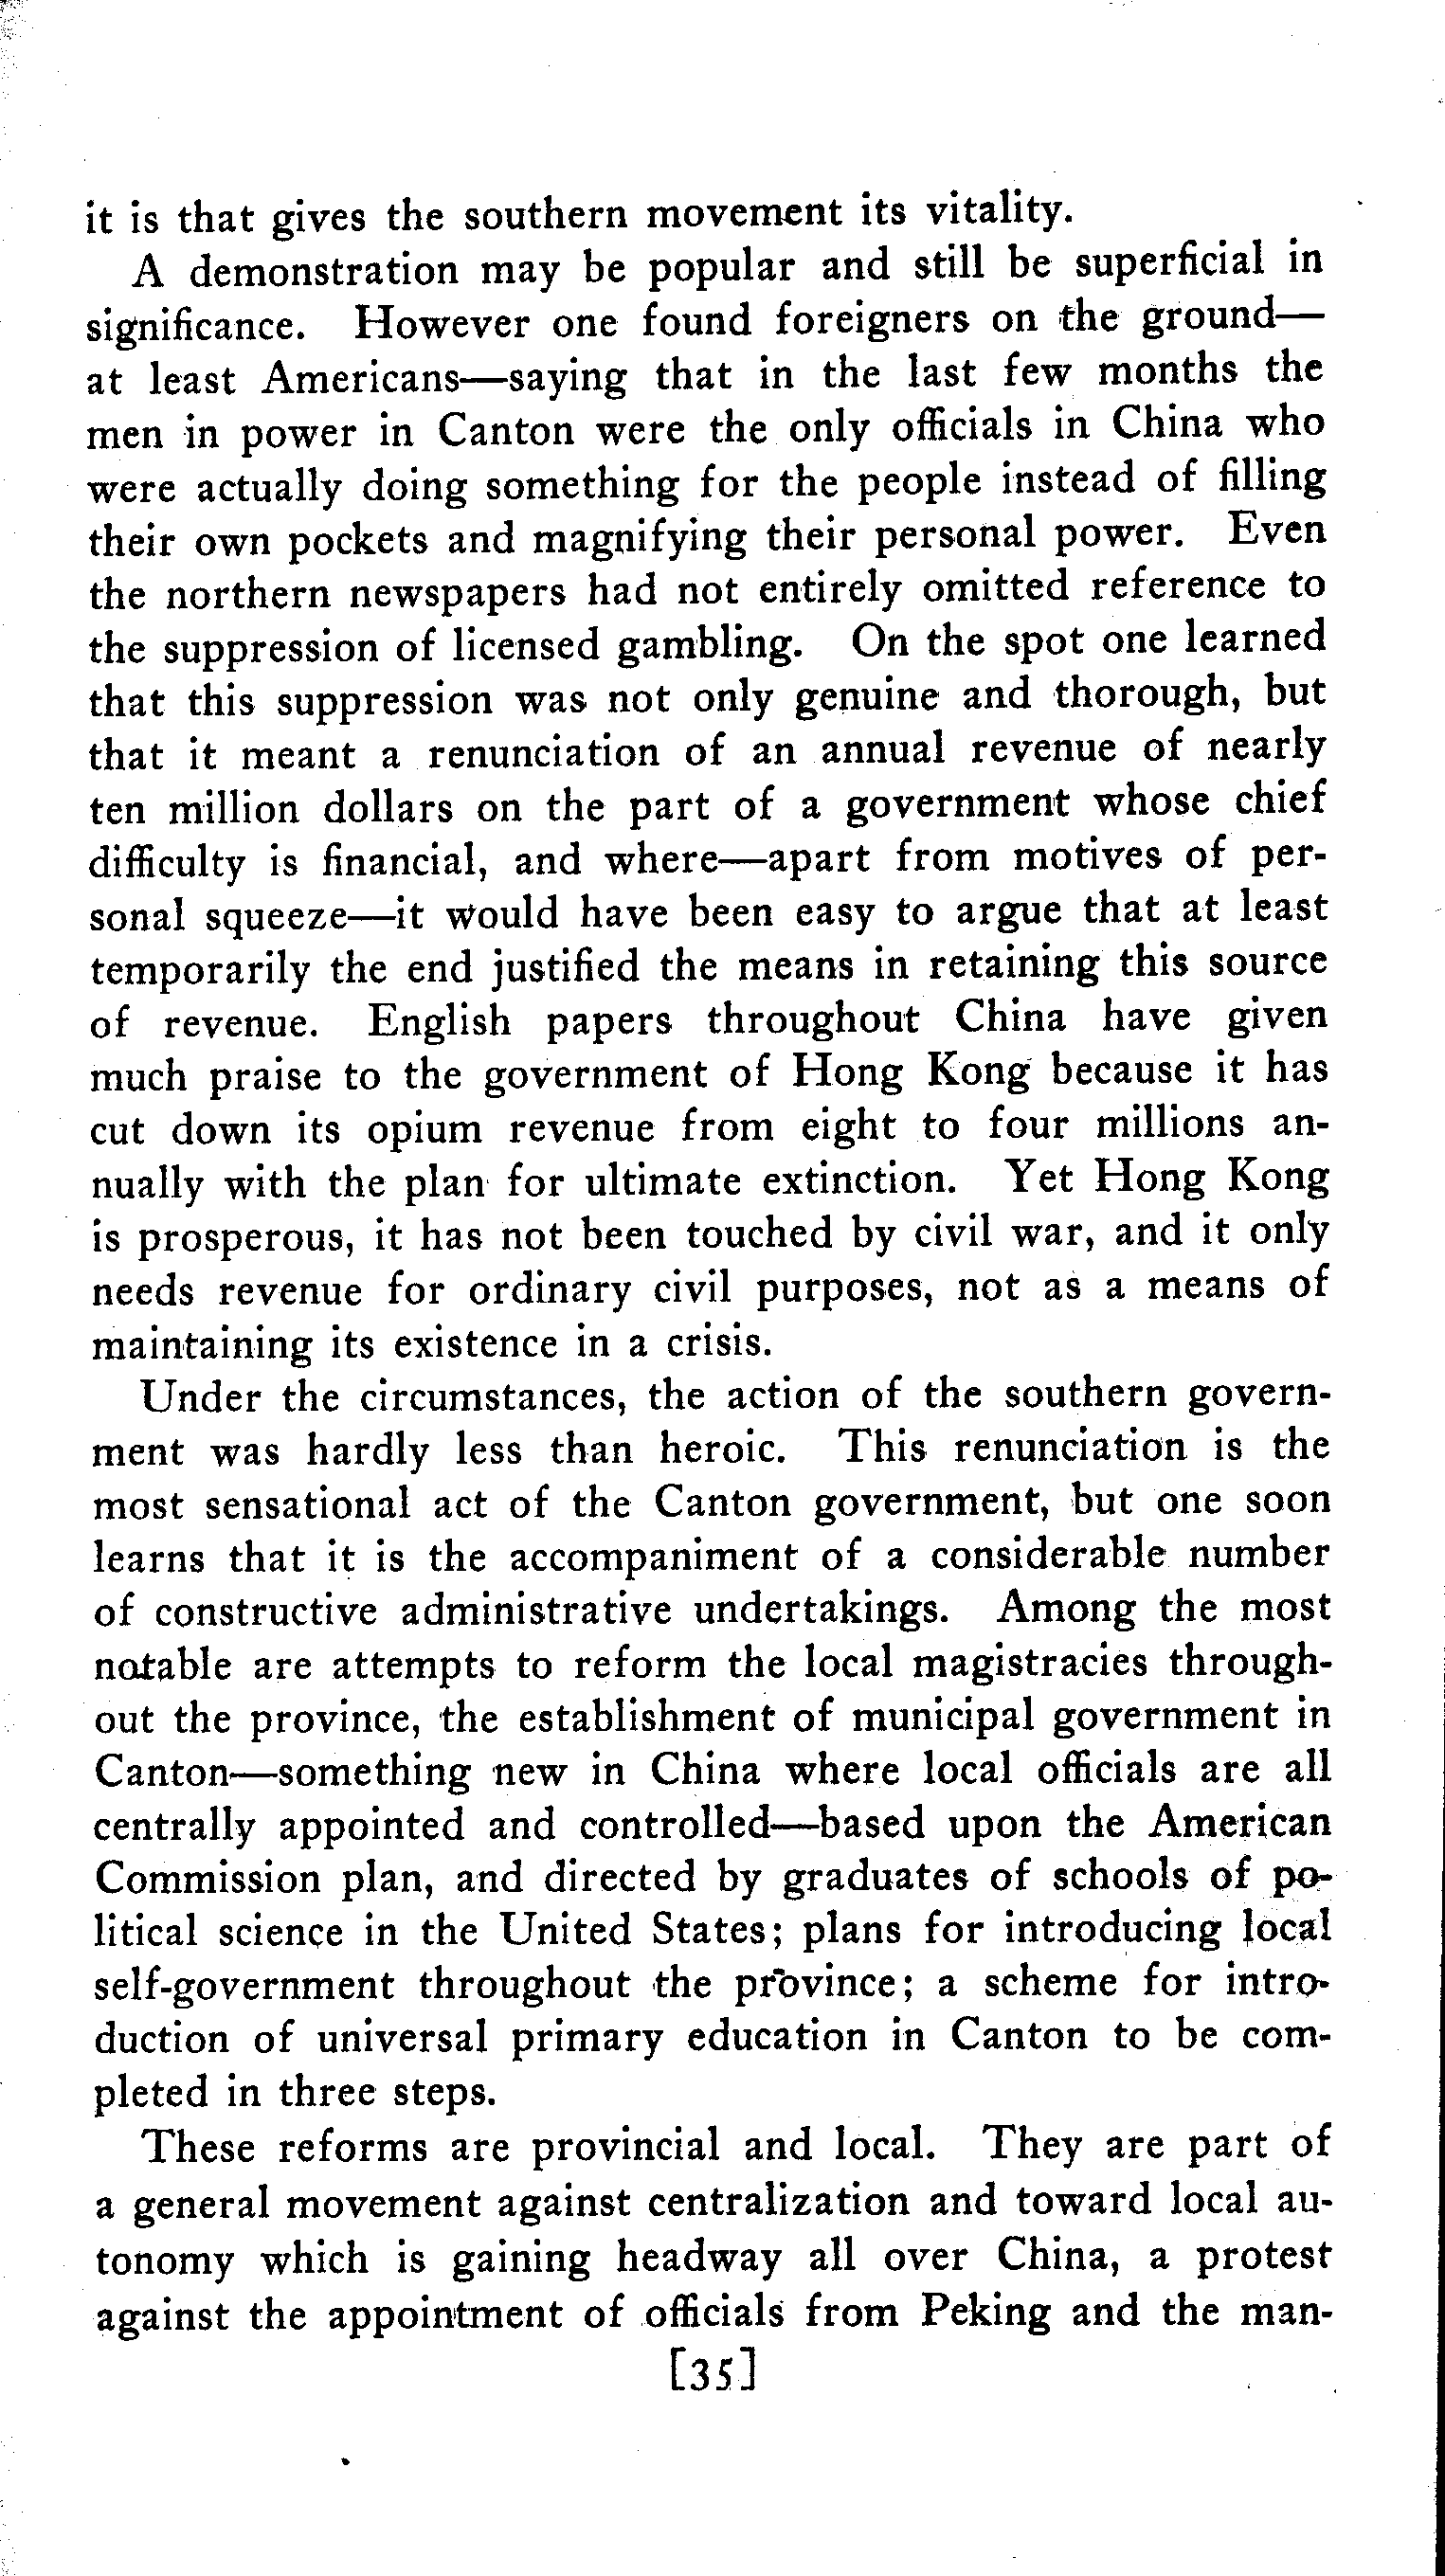 it is that gives the southern movement its vitality.
A demonstration may be popular and still be superficial in
significance. However one found foreigners on the ground—
at least Americans—saying that in the last few months the
men in power in Canton were the only officials in China who
were actually doing something for the people instead of filling
their own pockets and magnifying their personal power. Even
the northern newspapers had not entirely omitted reference to
the suppression of licensed gambling. On the spot one learned
that this suppression was not only genuine and thorough, but
that it meant a renunciation of an annual revenue of nearly
ten million dollars on the part of a government whose chief
difficulty is financial, and where—apart from motives of per-
sonal squeeze—it would have been easy to argue that at least
temporarily the end justified the means in retaining this source
of revenue. English papers throughout China have given
much praise to the government of Hong Kong because it has
cut down its opium revenue from eight to four millions an-
nually with the plan for ultimate extinction. Yet Hong Kong
is prosperous, it has not been touched by civil war, and it only
needs revenue for ordinary civil purposes, not as a means of
maintaining its existence in a crisis.
Under the circumstances, the action of the southern govern-
ment was hardly less than heroic. This renunciation is the
most sensational act of the Canton government, but one soon
learns that it is the accompaniment of a considerable number
of constructive administrative undertakings. Among the most
notable are attempts to reform the local magistracies through-
out the province, the establishment of municipal government in
Canton—something new in China where local officials are all
centrally appointed and controlled—based upon the American
Commission plan, and directed by graduates of schools of po-
litical science in the United States; plans for introducing local
self-government throughout the province; a scheme for intro-
duction of universal primary education in Canton to be com-
pleted in three steps.
These reforms are provincial and local. They are part of
a general movement against centralization and toward local au-
tonomy which is gaining headway all over China, a protest
against the appointment of officials from Peking and the man-
[35]